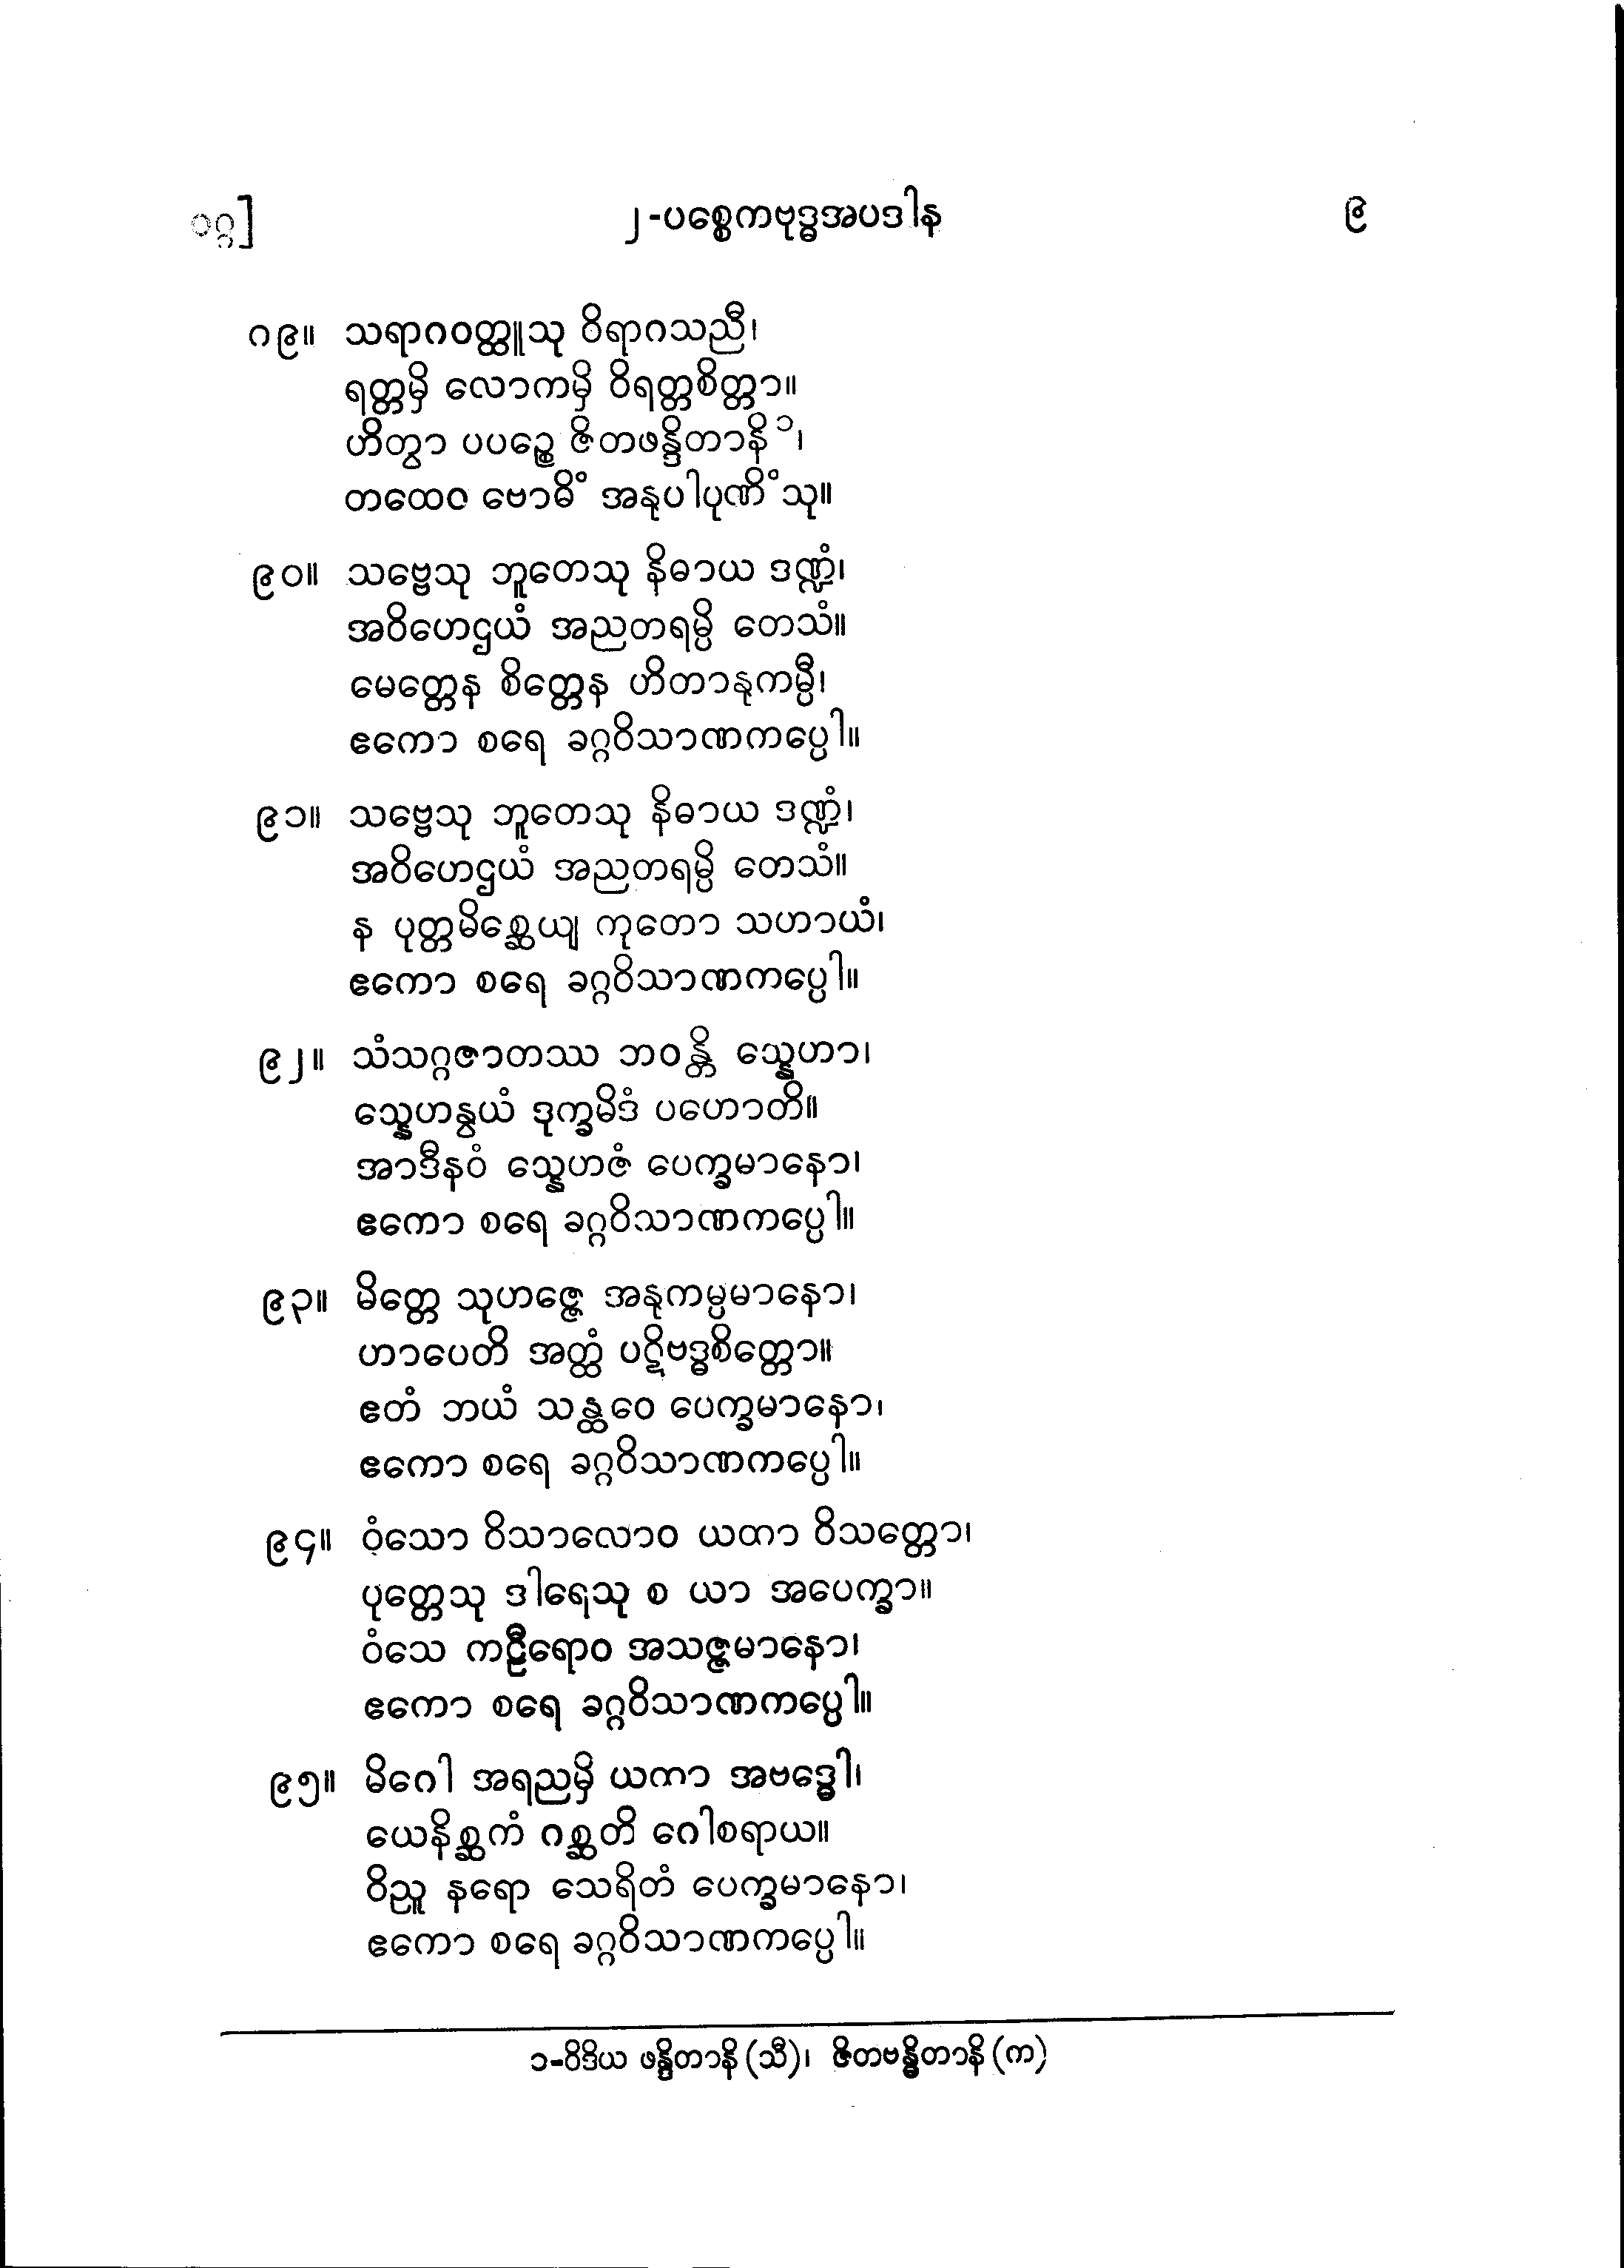 ဝဂ္ဂ] ၂-ပစ္စေကဗုဒ္ဓအပဒါန ၉
၈၉။ သရာဂဝတ္ထူသု ဝိရာဂသညီ၊
ရတ္တမှိ လောကမှိ ဝိရတ္တစိတ္တာ။
ဟိတွာ ပပဉ္စေ ဇိတဖန္ဒိတာနိ ၁၊
တထေဝ ဗောဓိံ အနုပါပုဏိံသု။
၉၀။ သဗ္ဗေသု ဘူတေသု နိဓာယ ဒဏ္ဍံ၊
အဝိဟေဌယံ အညတရမ္ပိ တေသံ။
မေတ္တေန စိတ္တေန ဟိတာနုကမ္ပီ၊
ဧကော စရေ ခဂ္ဂဝိသာဏကပ္ပေါ။
၉၁။ သဗ္ဗေသု ဘူတေသု နိဓာယ ဒဏ္ဍံ၊
အဝိဟေဌယံ အညတရမ္ပိ တေသံ။
န ပုတ္တမိစ္ဆေယျ ကုတော သဟာယံ၊
ဧကော စရေ ခဂ္ဂဝိသာဏကပ္ပေါ။
၉၂။ သံသဂ္ဂဇာတဿ ဘဝန္တိ သ္နေဟာ၊
သ္နေဟနွယံ ဒုက္ခမိဒံ ပဟောတိ။
အာဒီနဝံ သ္နေဟဇံ ပေက္ခမာနော၊
ဧကော စရေ ခဂ္ဂဝိသာဏကပ္ပေါ။
၉၃။ မိတ္တေ သုဟဇ္ဇေ အနုကမ္ပမာနော၊
ဟာပေတိ အတ္ထံ ပဋိဗဒ္ဓစိတ္တော။
ဧတံ ဘယံ သန္ထဝေ ပေက္ခမာနော၊
ဧကော စရေ ခဂ္ဂဝိသာဏကပ္ပေါ။
၉၄။ ဝံသော ဝိသာလောဝ ယထာ ဝိသတ္တော၊
ပုတ္တေသု ဒါရေသု စ ယာ အပေက္ခာ။
ဝံသေ ကဠီရောဝ အသဇ္ဇမာနော၊
ဧကော စရေ ခဂ္ဂဝိသာဏကပ္ပေါ။
၉၅။ မိဂေါ အရညမှိ ယထာ အဗဒ္ဓေါ၊
ယေနိစ္ဆကံ ဂစ္ဆတိ ဂေါစရာယ။
ဝိညူ နရော သေရိတံ ပေက္ခမာနော၊
ဧကော စရေ ခဂ္ဂဝိသာဏကပ္ပေါ။
၁-ဝိဒိယ ဖန္ဒိတာနိ (သီ)၊ ဇိတဗန္ဓိတာနိ (က)